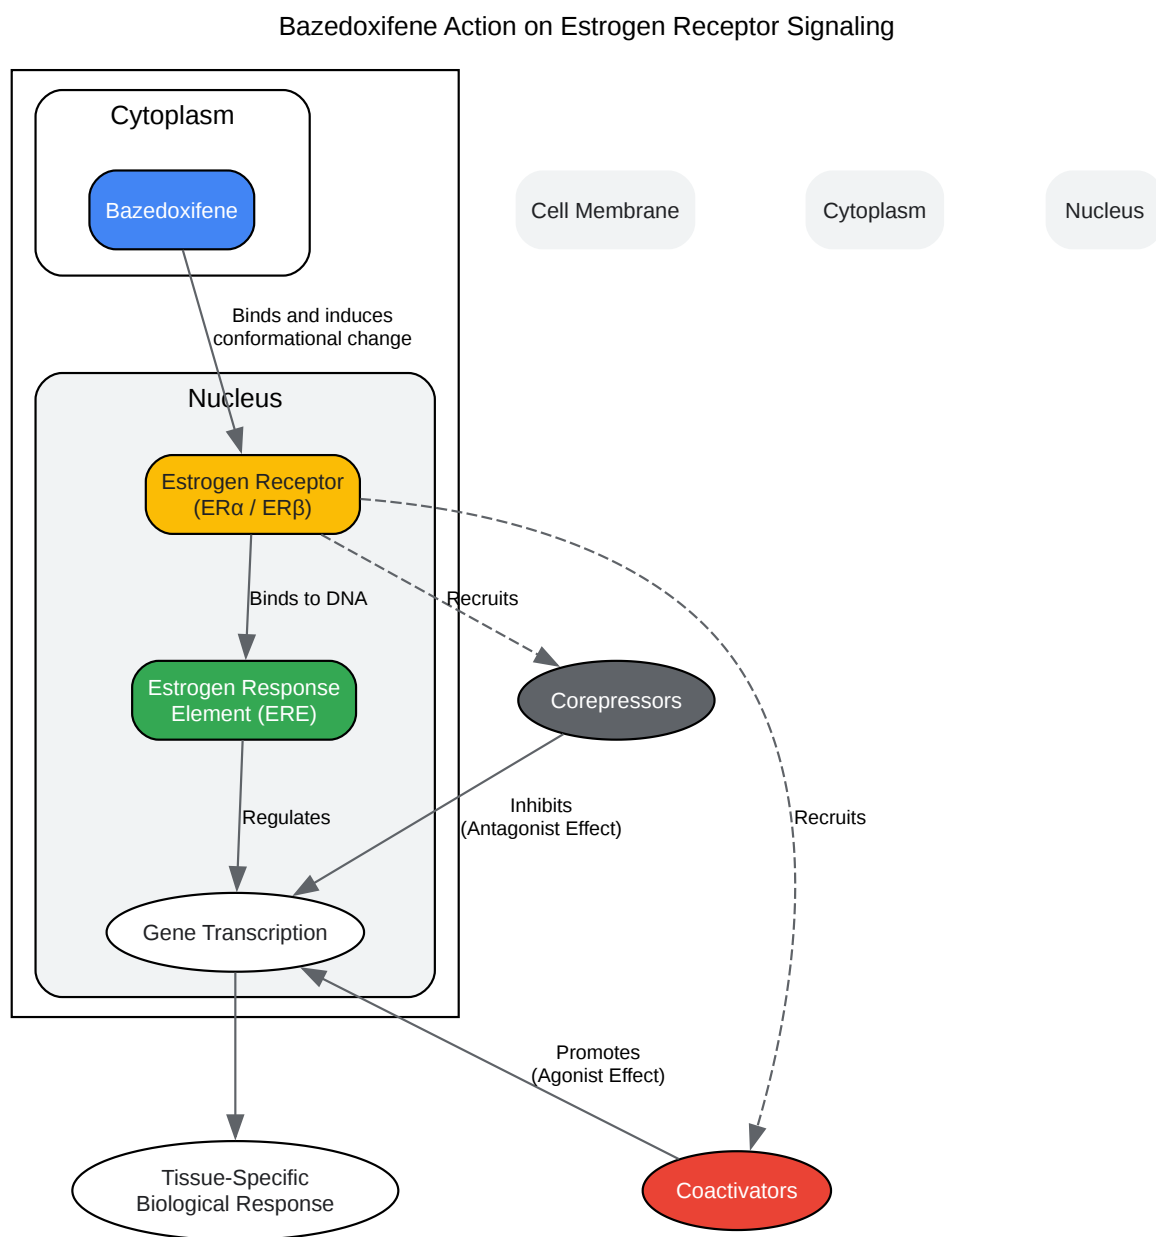 Bazedoxifene Action on Estrogen Receptor Signaling
Cytoplasm
Bazedoxifene
Cell Membrane
Cytoplasm
Nucleus
Binds and induces
conformational change
Nucleus
Estrogen Receptor
(ERα / ERβ)
Binds to DNA
Recruits
Estrogen Response
Element (ERE)
Corepressors
Regulates
Inhibits
(Antagonist Effect)
Recruits
Gene Transcription
Promotes
(Agonist Effect)
Tissue-Specific
Biological Response
Coactivators